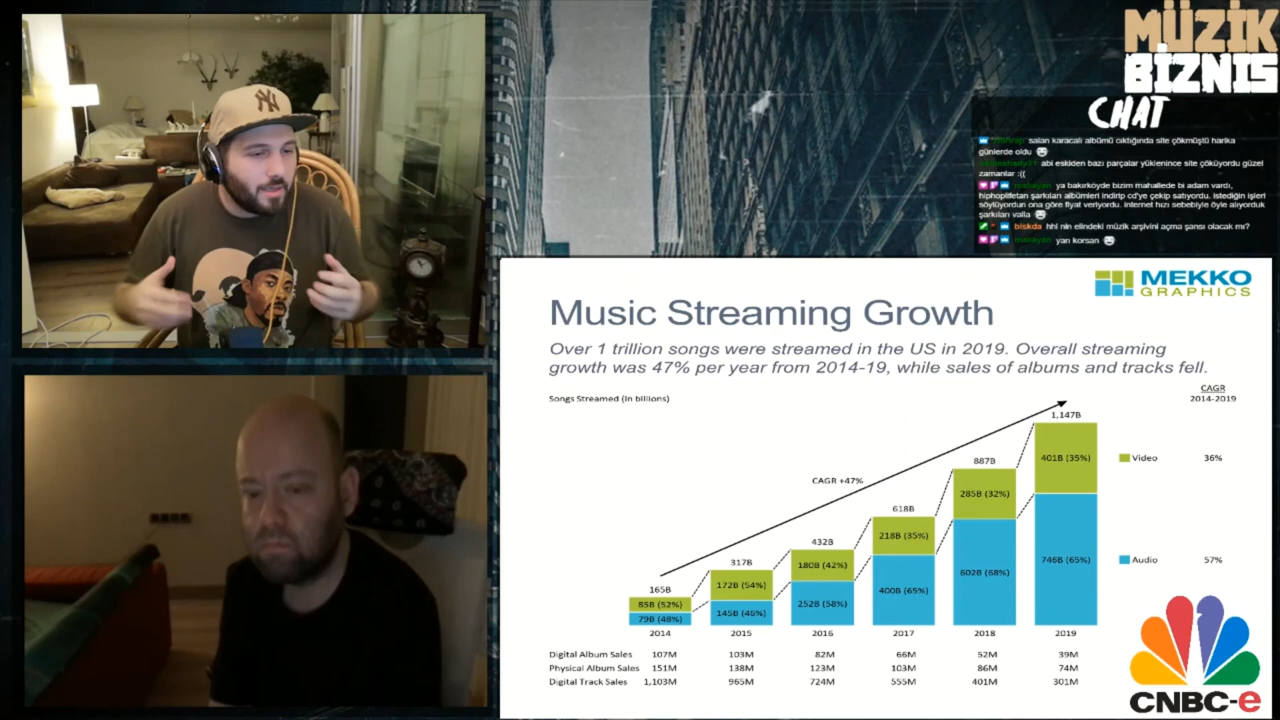 MÜZİK
BİZNIS
CHAT
salan karacalı albümü cıktığında site çökmüştü harika
günlerde oldu
abi eskiden bazı parçalar yüklenince site çöküyordu güzel
zamanlar :((
ya bakırköyde bizim mahallede bi adam vardı,
hiphoplifetan şarkıları albümleri indirip cd'ye çekip satıyordu. istediğin işleri
söylüyordun ona göre fiyat veriyordu. internet hızı sebebiyle öyle alıyorduk
şarkıları valla
biskda hhl nin elindeki müzik arşivini açma şansı olacak mı?
yarı korsan
MEKKO
GRAPHICS
Music Streaming Growth
Over 1 trillion songs were streamed in the US in 2019. Overall streaming
growth was 47% per year from 2014-19, while sales of albums and tracks fell.
CAGR
Songs Streamed (in billions) 2014-2019
1,147B
401B (35%) Video 36%
887B
CAGR +47%
285B (32%)
618B
218B (35%)
432B
180B (42%)
746B (65%) Audio 57%
317B
602B (68%)
172B (54%)
165B
400B (65%)
85B (52%)
252B (58%)
145B (46%)
79B (48%)
2014 2015 2016 2017 2018 2019
Digital Album Sales 107M 103M 82M 66M 52M 39M
Physical Album Sales 151M 138M 123M 103M 86M 74M
Digital Track Sales 1,103M 965M 724M 555M 401M 301M
CNBC-e
NY